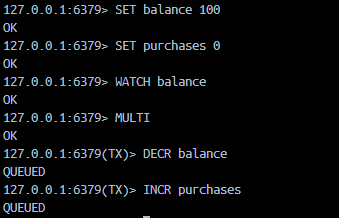 127.0.0.1:6379> SET balance 100
OK
127.0.0.1:6379> SET purchases 0
OK
127.0.0.1:6379> WATCH balance
OK
127.0.0.1:6379> MULTI
OK
127.0.0.1:6379(TX)> DECR balance
QUEUED
127.0.0.1:6379(TX)> INCR purchases
QUEUED